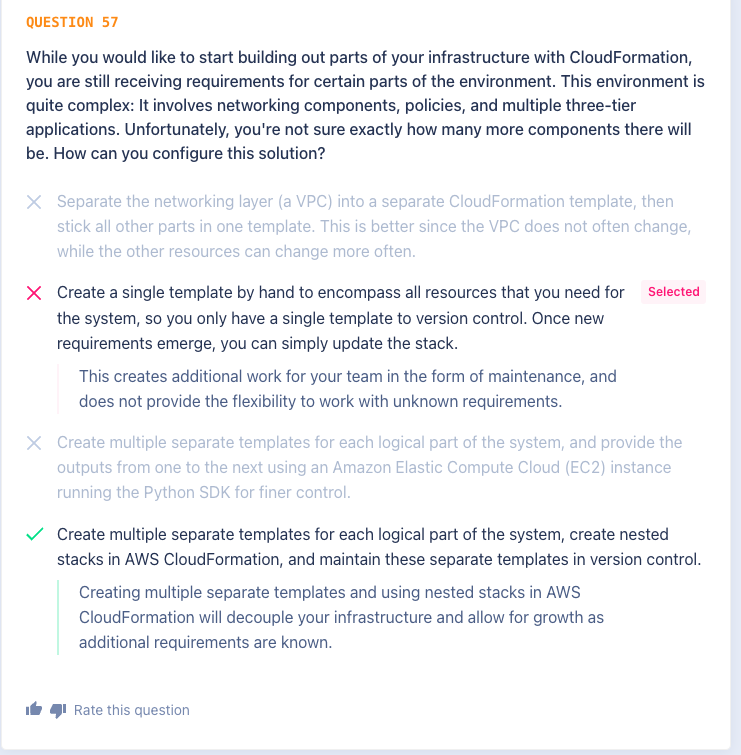 QUESTION 57
While you would like to start building out parts of your infrastructure with CloudFormation,
you are still receiving requirements for certain parts of the environment. This environment is
quite complex: It involves networking components, policies, and multiple three-tier
applications. Unfortunately, you're not sure exactly how many more components there will
be. How can you configure this solution?
Separate the networking layer (a VPC) into a separate CloudFormation template, then
stick all other parts in one template. This is better since the VPC does not often change,
while the other resources can change more often.
Create a single template by hand to encompass all resources that you need for
Selected
the system, so you only have a single template to version control. Once new
requirements emerge, you can simply update the stack.
This creates additional work for your team in the form of maintenance, and
does not provide the flexibility to work with unknown requirements.
Create multiple separate templates for each logical part of the system, and provide the
outputs from one to the next using an Amazon Elastic Compute Cloud (EC2) instance
running the Python SDK for finer control.
Create multiple separate templates for each logical part of the system, create nested
stacks in AWS CloudFormation, and maintain these separate templates in version control.
Creating multiple separate templates and using nested stacks in AWS
CloudFormation will decouple your infrastructure and allow for growth as
additional requirements are known.
Rate this question